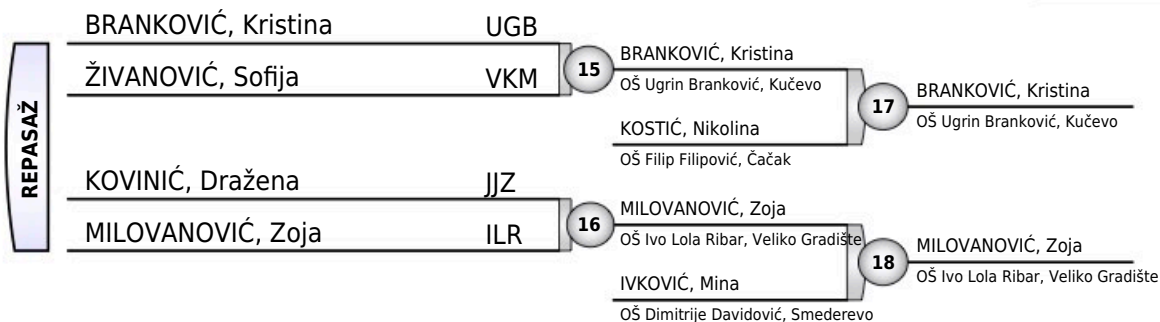 REPASAŽ
BRANKOVIĆ, Kristina UGB
ŽIVANOVIĆ, Sofija VKM
15
BRANKOVIĆ, Kristina
OŠ Ugrin Branković, Kučevo
KOSTIĆ, Nikolina
OŠ Filip Filipović, Čačak
17
BRANKOVIĆ, Kristina
OŠ Ugrin Branković, Kučevo
KOVINIĆ, Dražena JJZ
MILOVANOVIĆ, Zoja ILR
16
MILOVANOVIĆ, Zoja
OŠ Ivo Lola Ribar, Veliko Gradište
IVKOVIĆ, Mina
OŠ Dimitrije Davidović, Smederevo
18
MILOVANOVIĆ, Zoja
OŠ Ivo Lola Ribar, Veliko Gradište